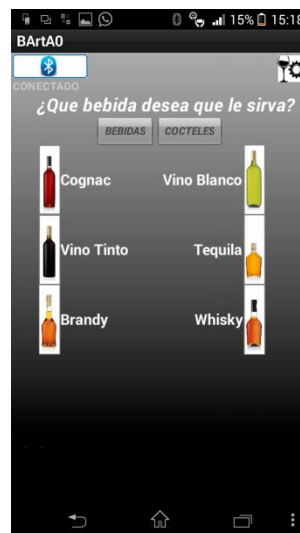 15% 15:18
BArtA0
CONECTADO
¿Que bebida desea que le sirva?
BEBIDAS COCTELES
Cognac Vino Blanco
Vino Tinto Tequila
Brandy Whisky